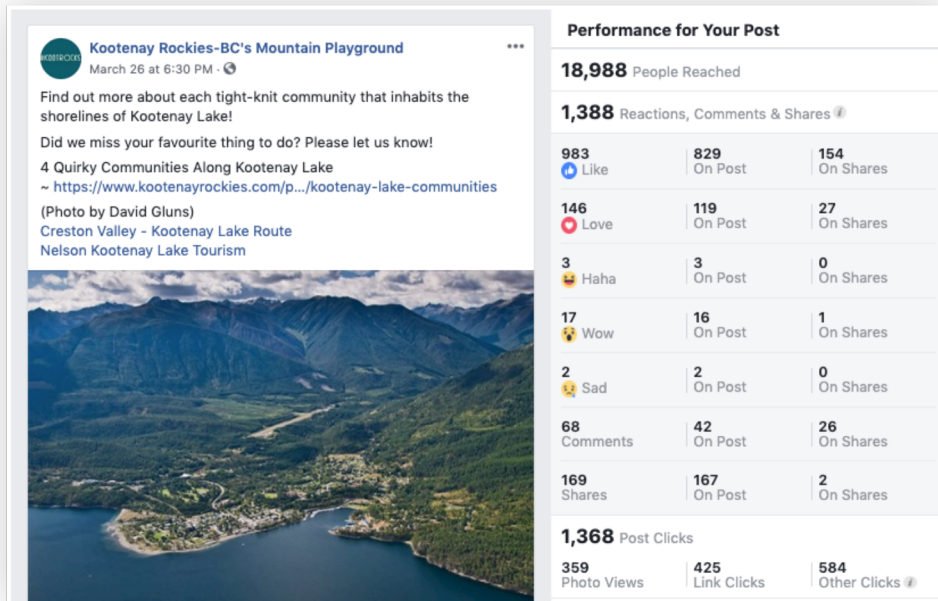 #KOOTROCKS
Kootenay Rockies-BC's Mountain Playground
March 26 at 6:30 PM ·
Find out more about each tight-knit community that inhabits the
shorelines of Kootenay Lake!
Did we miss your favourite thing to do? Please let us know!
4 Quirky Communities Along Kootenay Lake
~ https://www.kootenayrockies.com/p.../kootenay-lake-communities
(Photo by David Gluns)
Creston Valley - Kootenay Lake Route
Nelson Kootenay Lake Tourism
Performance for Your Post
18,988 People Reached
1,388 Reactions, Comments & Shares i
983 829 154
Like On Post On Shares
146 119 27
Love On Post On Shares
3 3 0
Haha On Post On Shares
17 16 1
Wow On Post On Shares
2 2 0
Sad On Post On Shares
68 42 26
Comments On Post On Shares
169 167 2
Shares On Post On Shares
1,368 Post Clicks
359 425 584
Photo Views Link Clicks Other Clicks i